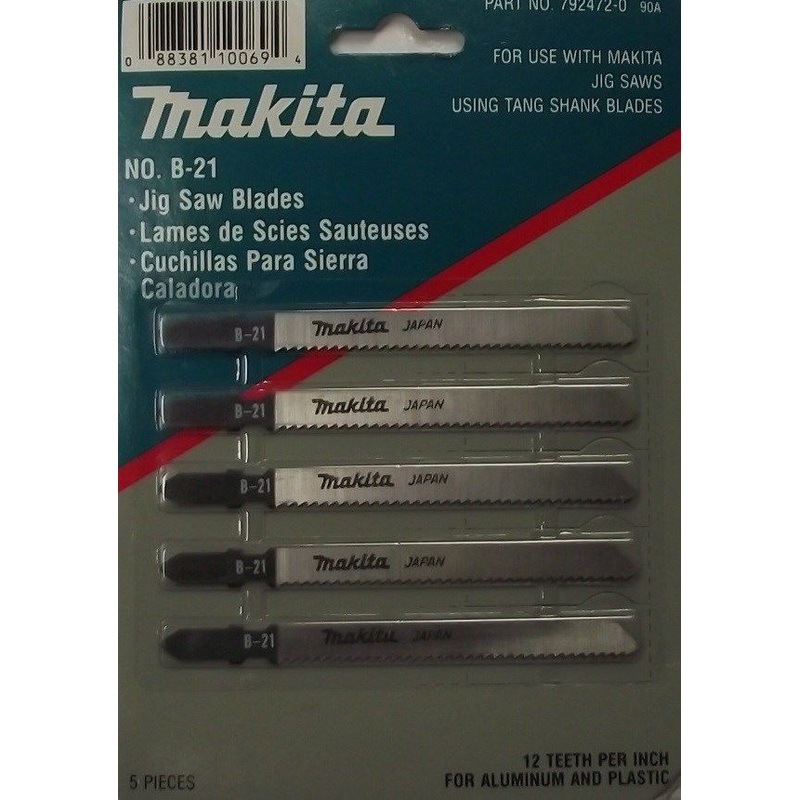 PART NO. 792472-0 90A
0 88381 10069 4
FOR USE WITH MAKITA
JIG SAWS
USING TANG SHANK BLADES
makita
NO. B-21
·Jig Saw Blades
·Lames de Scies Sauteuses
·Cuchillas Para Sierra
Caladora
B-21 makita JAPAN
B-21 makita JAPAN
B-21 makita JAPAN
B-21 makita JAPAN
B-21 makita JAPAN
12 TEETH PER INCH
5 PIECES FOR ALUMINUM AND PLASTIC